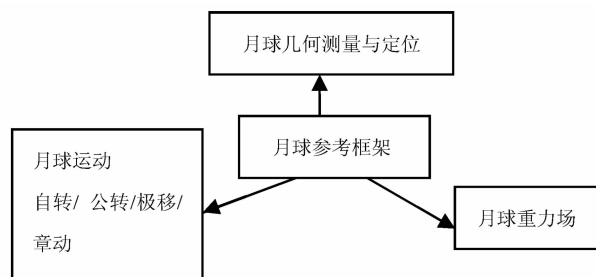 月球几何测量与定位
月球参考框架
月球运动
自转/ 公转/极移/
章动
月球重力场